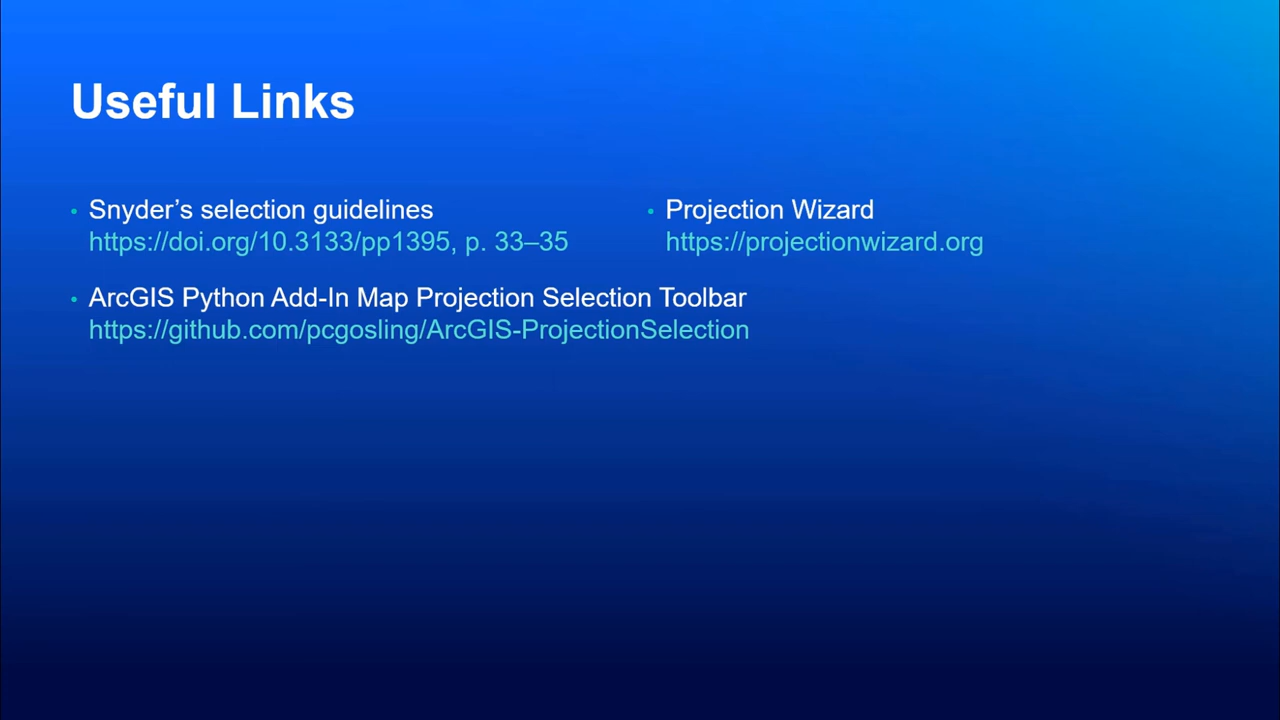 Useful Links
• Snyder’s selection guidelines
https://doi.org/10.3133/pp1395, p. 33–35
• Projection Wizard
https://projectionwizard.org
• ArcGIS Python Add-In Map Projection Selection Toolbar
https://github.com/pcgosling/ArcGIS-ProjectionSelection